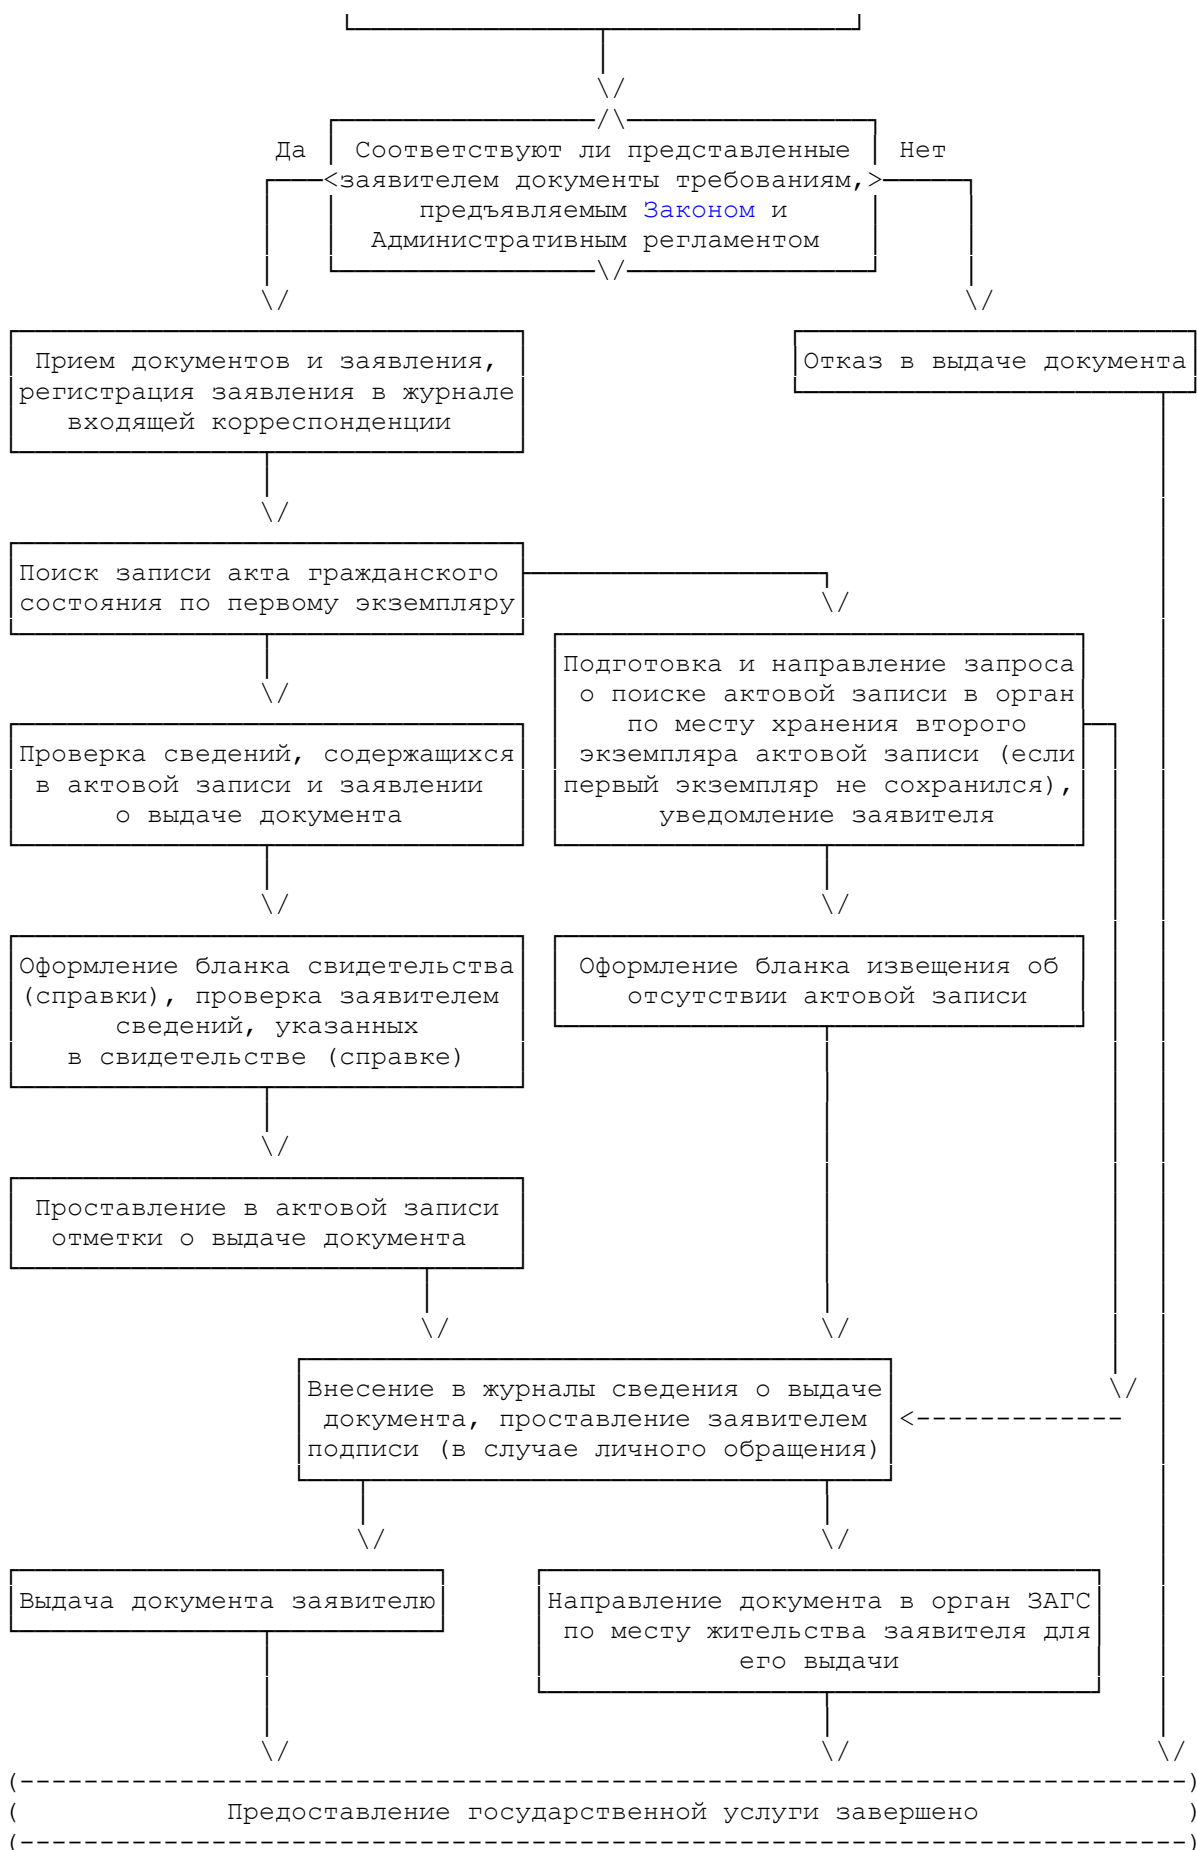 Да
Соответствуют ли представленные
Нет
заявителем документы требованиям,
предъявляемым Законом и
Административным регламентом
Прием документов и заявления,
регистрация заявления в журнале
входящей корреспонденции
Отказ в выдаче документа
Поиск записи акта гражданского
состояния по первому экземпляру
Подготовка и направление запроса
о поиске актовой записи в орган
по месту хранения второго
экземпляра актовой записи (если
первый экземпляр не сохранился),
уведомление заявителя
Проверка сведений, содержащихся
в актовой записи и заявлении
о выдаче документа
Оформление бланка свидетельства
(справки), проверка заявителем
сведений, указанных
в свидетельстве (справке)
Оформление бланка извещения об
отсутствии актовой записи
Проставление в актовой записи
отметки о выдаче документа
Внесение в журналы сведения о выдаче
документа, проставление заявителем
подписи (в случае личного обращения)
Выдача документа заявителю
Направление документа в орган ЗАГС
по месту жительства заявителя для
его выдачи
Предоставление государственной услуги завершено